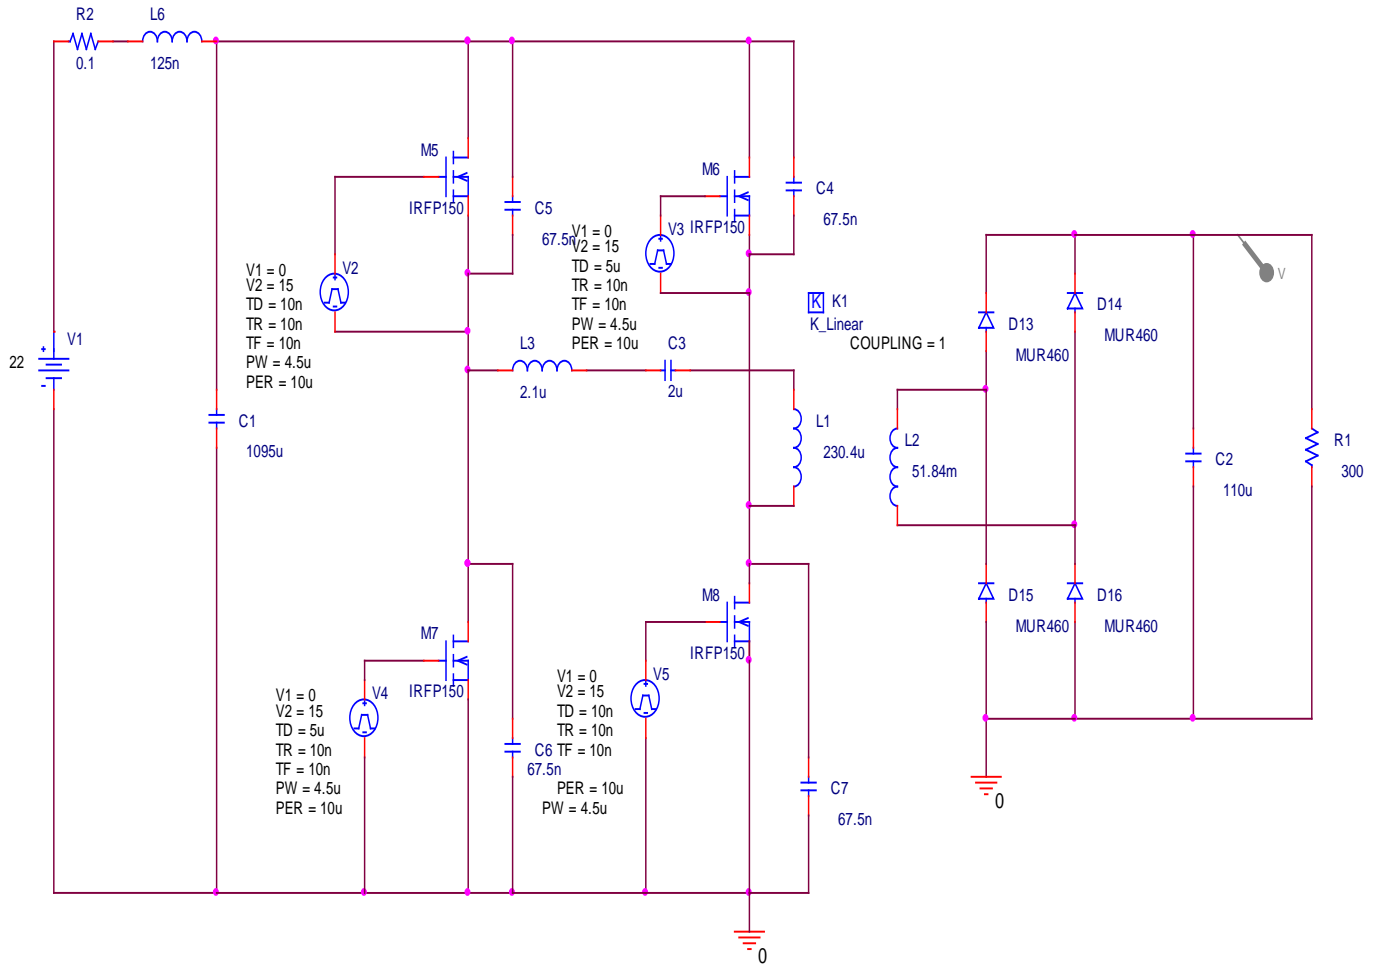 R2
L6
0.1
125n
M5
M6
C4
IRFP150
C5
67.5n
67.5n
V3
IRFP150
V1 = 0
V2 = 15
TD = 5u
TR = 10n
TF = 10n
PW = 4.5u
PER = 10u
V2
V1 = 0
V2 = 15
TD = 10n
TR = 10n
TF = 10n
PW = 4.5u
PER = 10u
K K1
K_Linear
COUPLING = 1
V
D14
MUR460
D13
MUR460
V1
22
L3
2.1u
C3
2u
C1
1095u
L1
230.4u
L2
51.84m
C2
110u
R1
300
M7
IRFP150
V4
V1 = 0
V2 = 15
TD = 5u
TR = 10n
TF = 10n
PW = 4.5u
PER = 10u
M8
IRFP150
V5
V1 = 0
V2 = 15
TD = 10n
TR = 10n
TF = 10n
PER = 10u
PW = 4.5u
C6
67.5n
C7
67.5n
D15
MUR460
D16
MUR460
0
0